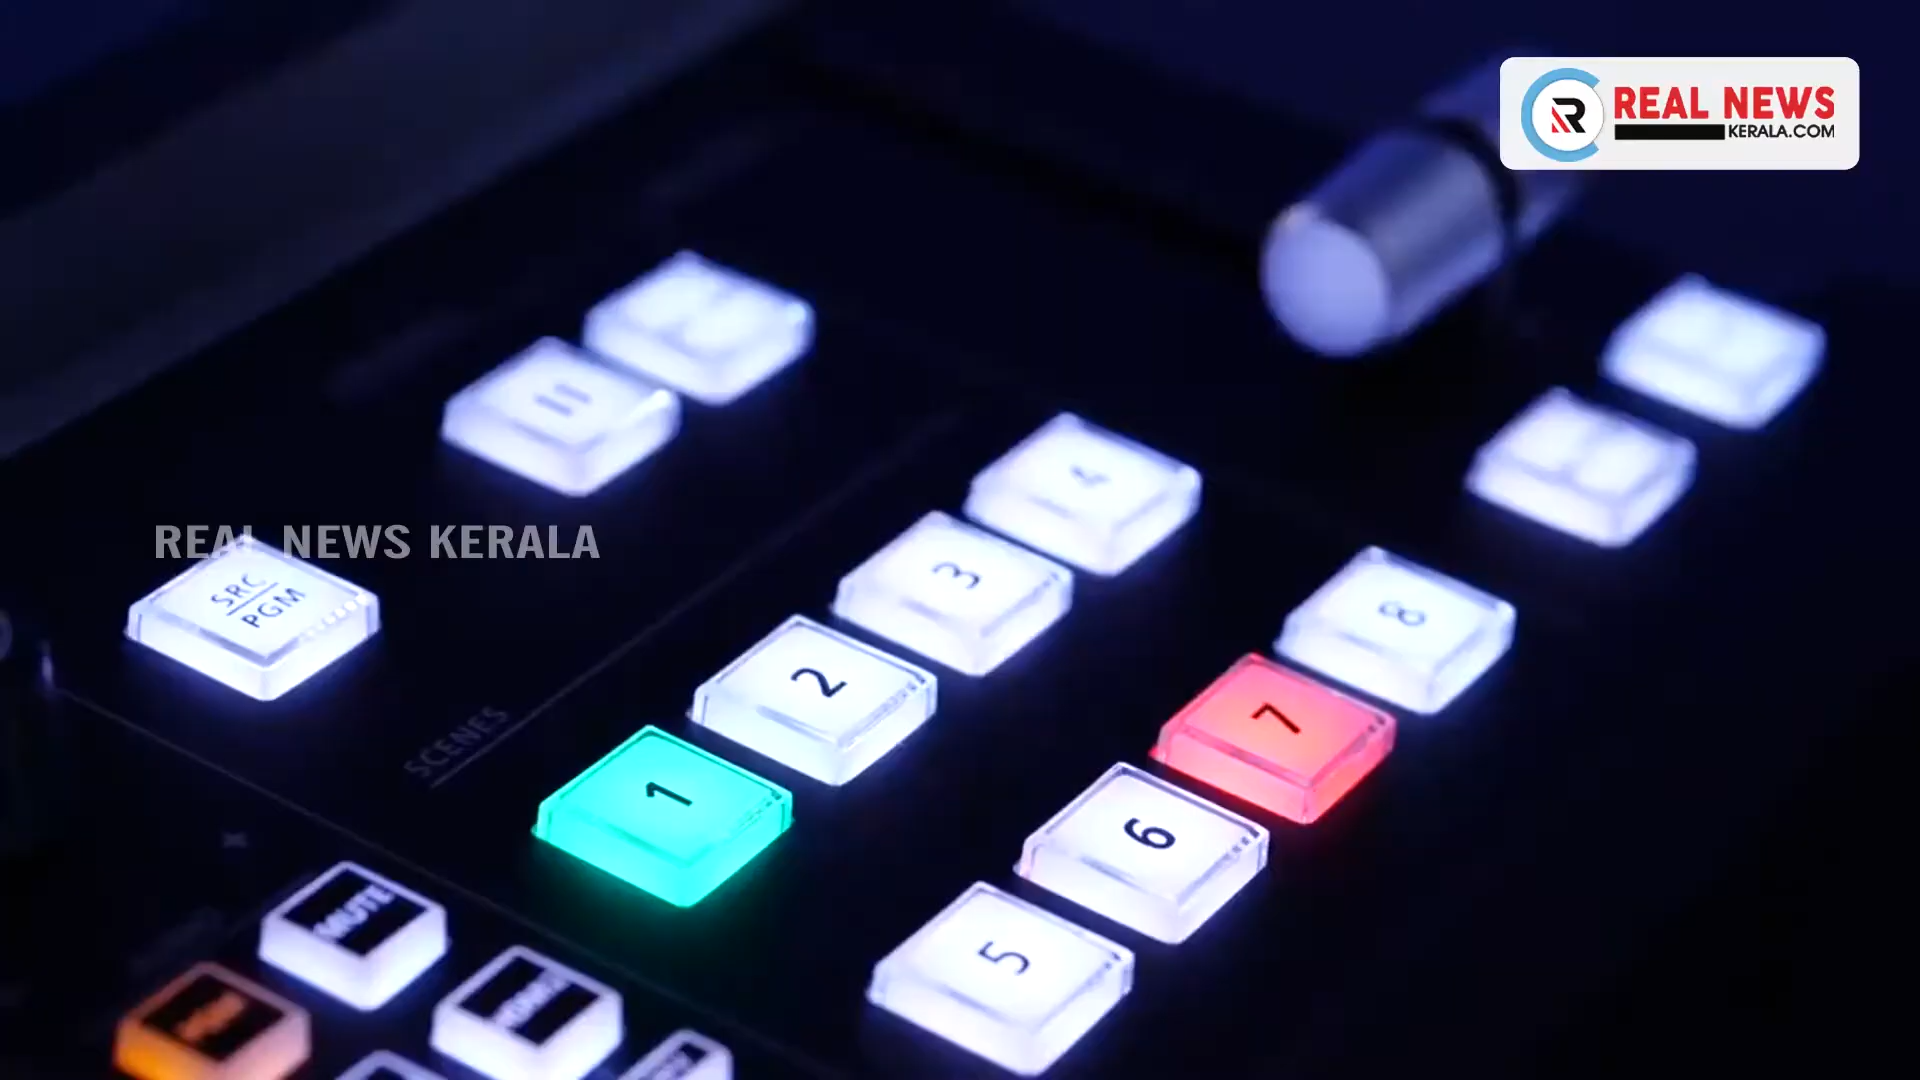 REAL NEWS
KERALA.COM
REAL NEWS KERALA
SRC
PGM
SCENES
4
3
2
1
8
7
6
5
MUTE